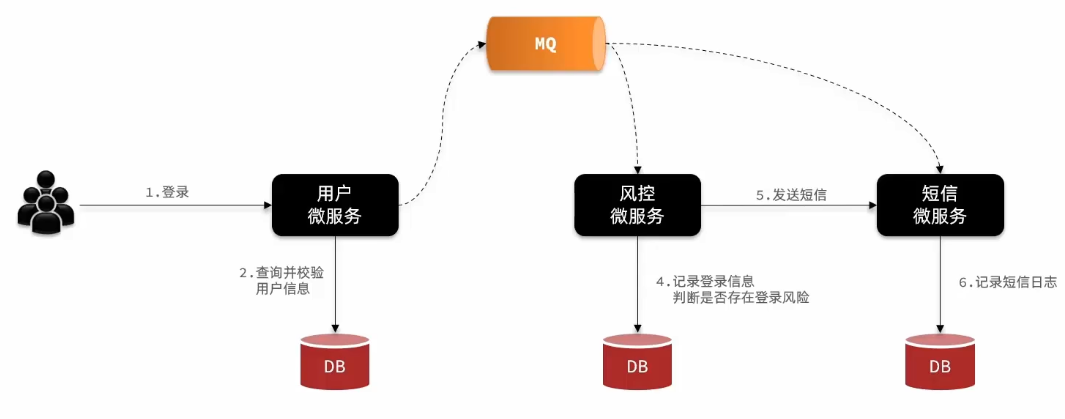 MQ
1.登录
用户
微服务
风控
微服务
5.发送短信
短信
微服务
2.查询并校验
用户信息
4.记录登录信息
判断是否存在登录风险
6.记录短信日志
DB
DB
DB